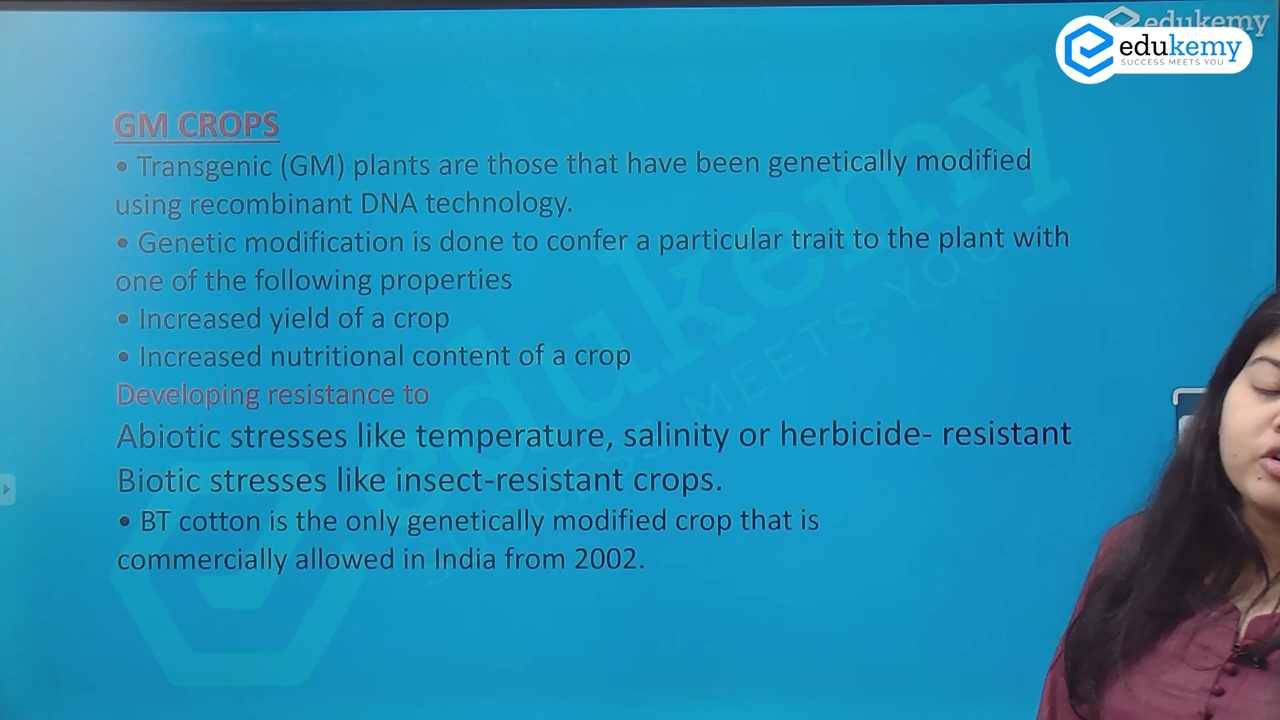 edukemy
edukemy
SUCCESS MEETS YOU
GM CROPS
• Transgenic (GM) plants are those that have been genetically modified
using recombinant DNA technology.
• Genetic modification is done to confer a particular trait to the plant with
one of the following properties
• Increased yield of a crop
• Increased nutritional content of a crop
Developing resistance to
Abiotic stresses like temperature, salinity or herbicide- resistant
Biotic stresses like insect-resistant crops.
• BT cotton is the only genetically modified crop that is
commercially allowed in India from 2002.
edukemy
SUCCESS MEETS YOU